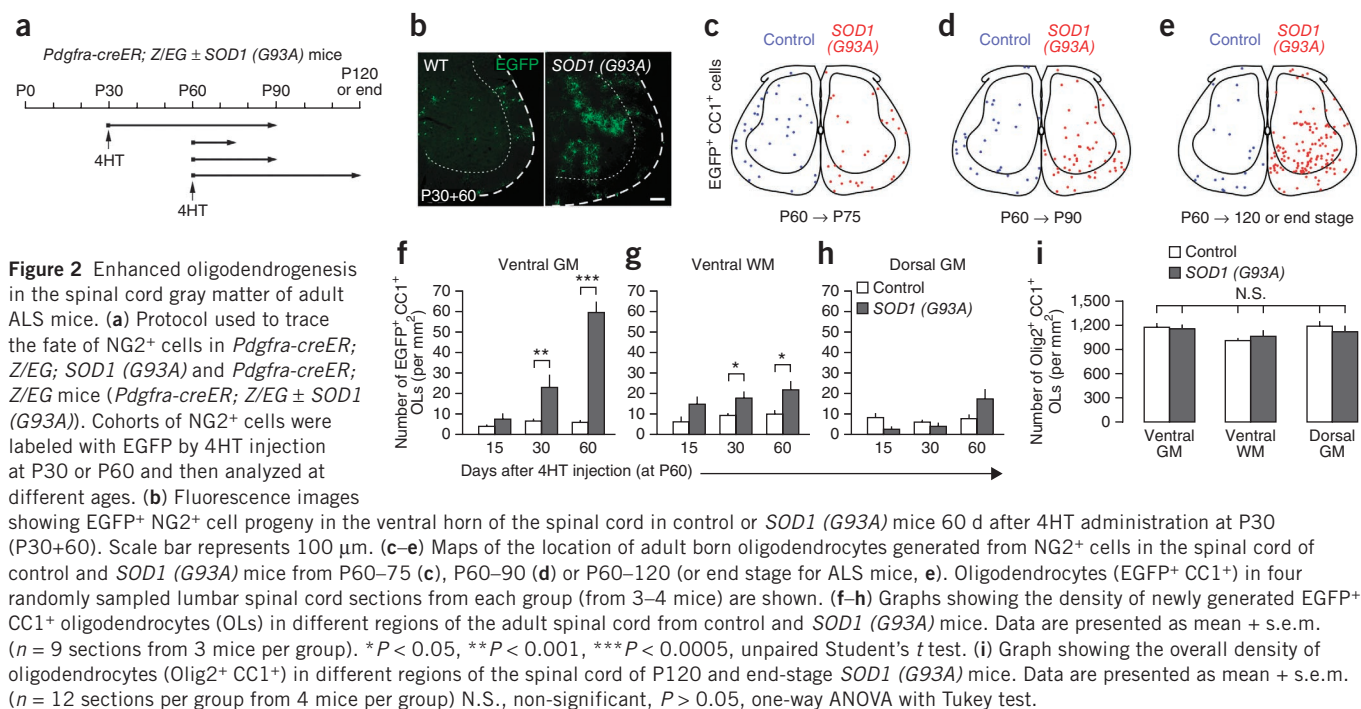 a
Pdgfra-creER; Z/EG ± SOD1 (G93A) mice
P0
P30
P60
P90
P120
or end
4HT
4HT
b
WT
EGFP
SOD1 (G93A)
P30+60
c
Control
SOD1
(G93A)
EGFP⁺ CC1⁺ cells
P60 → P75
d
Control
SOD1
(G93A)
P60 → P90
e
Control
SOD1
(G93A)
P60 → 120 or end stage
f
Ventral GM
Number of EGFP⁺ CC1⁺
OLs (per mm²)
70
60
50
40
30
20
10
0
**
***
15 30 60
g
Ventral WM
70
60
50
40
30
20
10
0
*
*
15 30 60
h
Dorsal GM
Control
SOD1 (G93A)
70
60
50
40
30
20
10
0
15 30 60
Days after 4HT injection (at P60)
i
Control
SOD1 (G93A)
N.S.
Number of Olig2⁺ CC1⁺
OLs (per mm²)
1,500
1,200
900
600
300
0
Ventral
GM
Ventral
WM
Dorsal
GM
Figure 2 Enhanced oligodendrogenesis
in the spinal cord gray matter of adult
ALS mice. (a) Protocol used to trace
the fate of NG2⁺ cells in Pdgfra-creER;
Z/EG; SOD1 (G93A) and Pdgfra-creER;
Z/EG mice (Pdgfra-creER; Z/EG ± SOD1
(G93A)). Cohorts of NG2⁺ cells were
labeled with EGFP by 4HT injection
at P30 or P60 and then analyzed at
different ages. (b) Fluorescence images
showing EGFP⁺ NG2⁺ cell progeny in the ventral horn of the spinal cord in control or SOD1 (G93A) mice 60 d after 4HT administration at P30
(P30+60). Scale bar represents 100 μm. (c–e) Maps of the location of adult born oligodendrocytes generated from NG2⁺ cells in the spinal cord of
control and SOD1 (G93A) mice from P60–75 (c), P60–90 (d) or P60–120 (or end stage for ALS mice, e). Oligodendrocytes (EGFP⁺ CC1⁺) in four
randomly sampled lumbar spinal cord sections from each group (from 3–4 mice) are shown. (f–h) Graphs showing the density of newly generated EGFP⁺
CC1⁺ oligodendrocytes (OLs) in different regions of the adult spinal cord from control and SOD1 (G93A) mice. Data are presented as mean + s.e.m.
(n = 9 sections from 3 mice per group). *P < 0.05, **P < 0.001, ***P < 0.0005, unpaired Student's t test. (i) Graph showing the overall density of
oligodendrocytes (Olig2⁺ CC1⁺) in different regions of the spinal cord of P120 and end-stage SOD1 (G93A) mice. Data are presented as mean + s.e.m.
(n = 12 sections per group from 4 mice per group) N.S., non-significant, P > 0.05, one-way ANOVA with Tukey test.